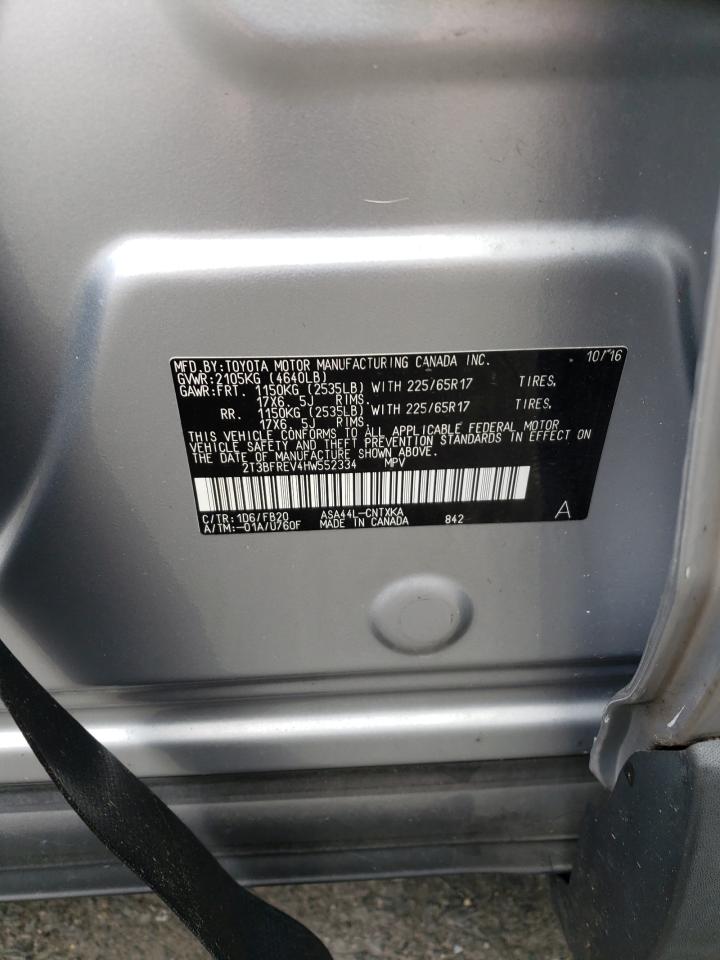 MFD.BY:TOYOTA MOTOR MANUFACTURING CANADA INC. 10/16
GVWR:2105KG (4640LB)
GAWR:FRT. 1150KG (2535LB) WITH 225/65R17 TIRES,
17X6.5J RIMS.
RR. 1150KG (2535LB) WITH 225/65R17 TIRES,
17X6.5J RIMS.
THIS VEHICLE CONFORMS TO ALL APPLICABLE FEDERAL MOTOR
VEHICLE SAFETY AND THEFT PREVENTION STANDARDS IN EFFECT ON
THE DATE OF MANUFACTURE SHOWN ABOVE.
2T3BFREV4HW552334 MPV
C/TR:1D6/FB20 ASA44L-CNTXKA
A/TM:-01A/U760F MADE IN CANADA 842 A